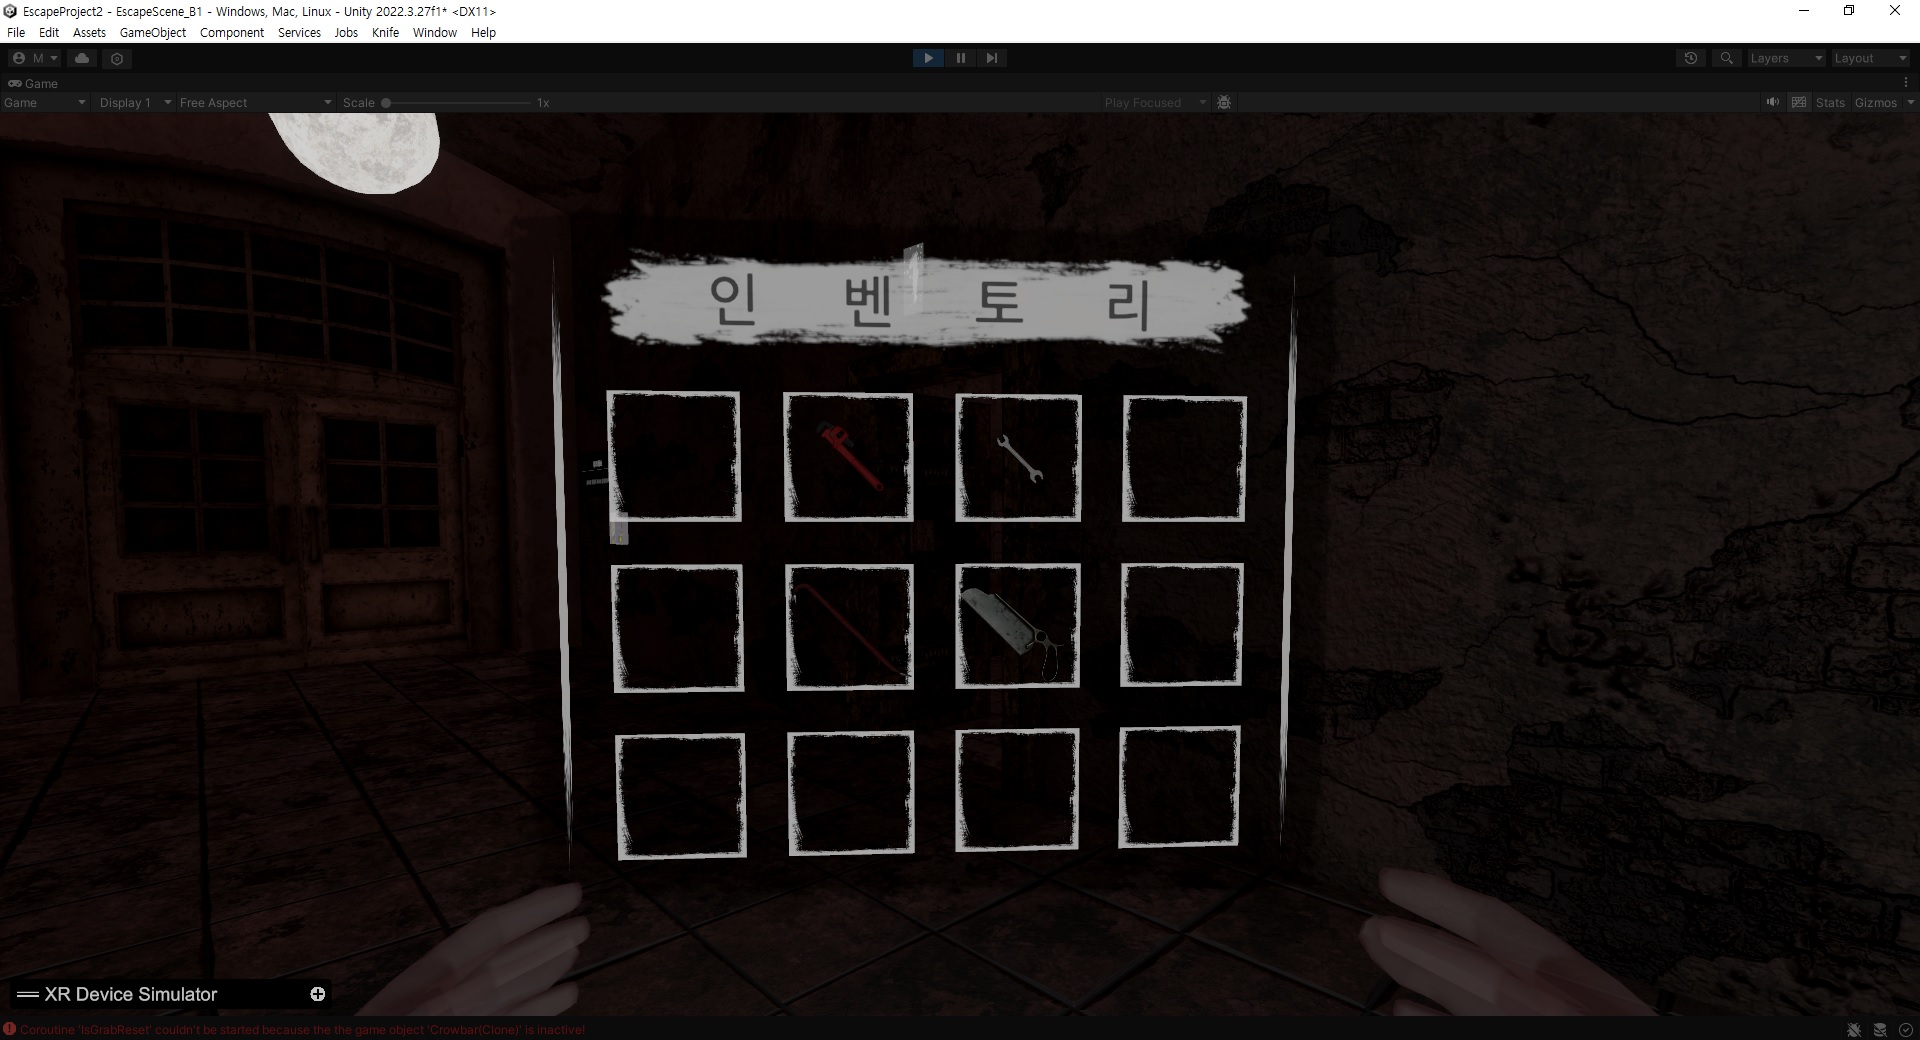 EscapeProject2 - EscapeScene_B1 - Windows, Mac, Linux - Unity 2022.3.27f1* <DX11>
File Edit Assets GameObject Component Services Jobs Knife Window Help
M Layers Layout
Game
Game Display 1 Free Aspect Scale 1x Play Focused Stats Gizmos
인 벤 토 리
XR Device Simulator
Coroutine 'IsGrabReset' couldn't be started because the the game object 'Crowbar(Clone)' is inactive!